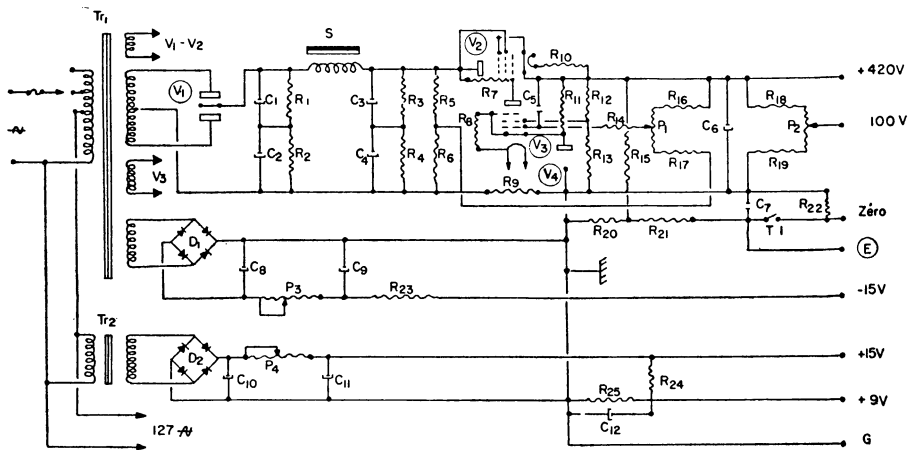 Tr1
V1 - V2
S
V2
R10
+420V
V1
C1
R1
C3
R3
R5
R7
C5
R11
R12
R16
R18
R8
R14
P1
C6
P2
100V
C2
R2
C4
R4
R6
V3
R13
R15
R17
R19
V3
R9
V4
C7
R22
Zéro
R20
R21
T1
E
D1
C8
C9
P3
R23
-15V
Tr2
D2
P4
+15V
C10
C11
R24
R25
+9V
C12
127
G